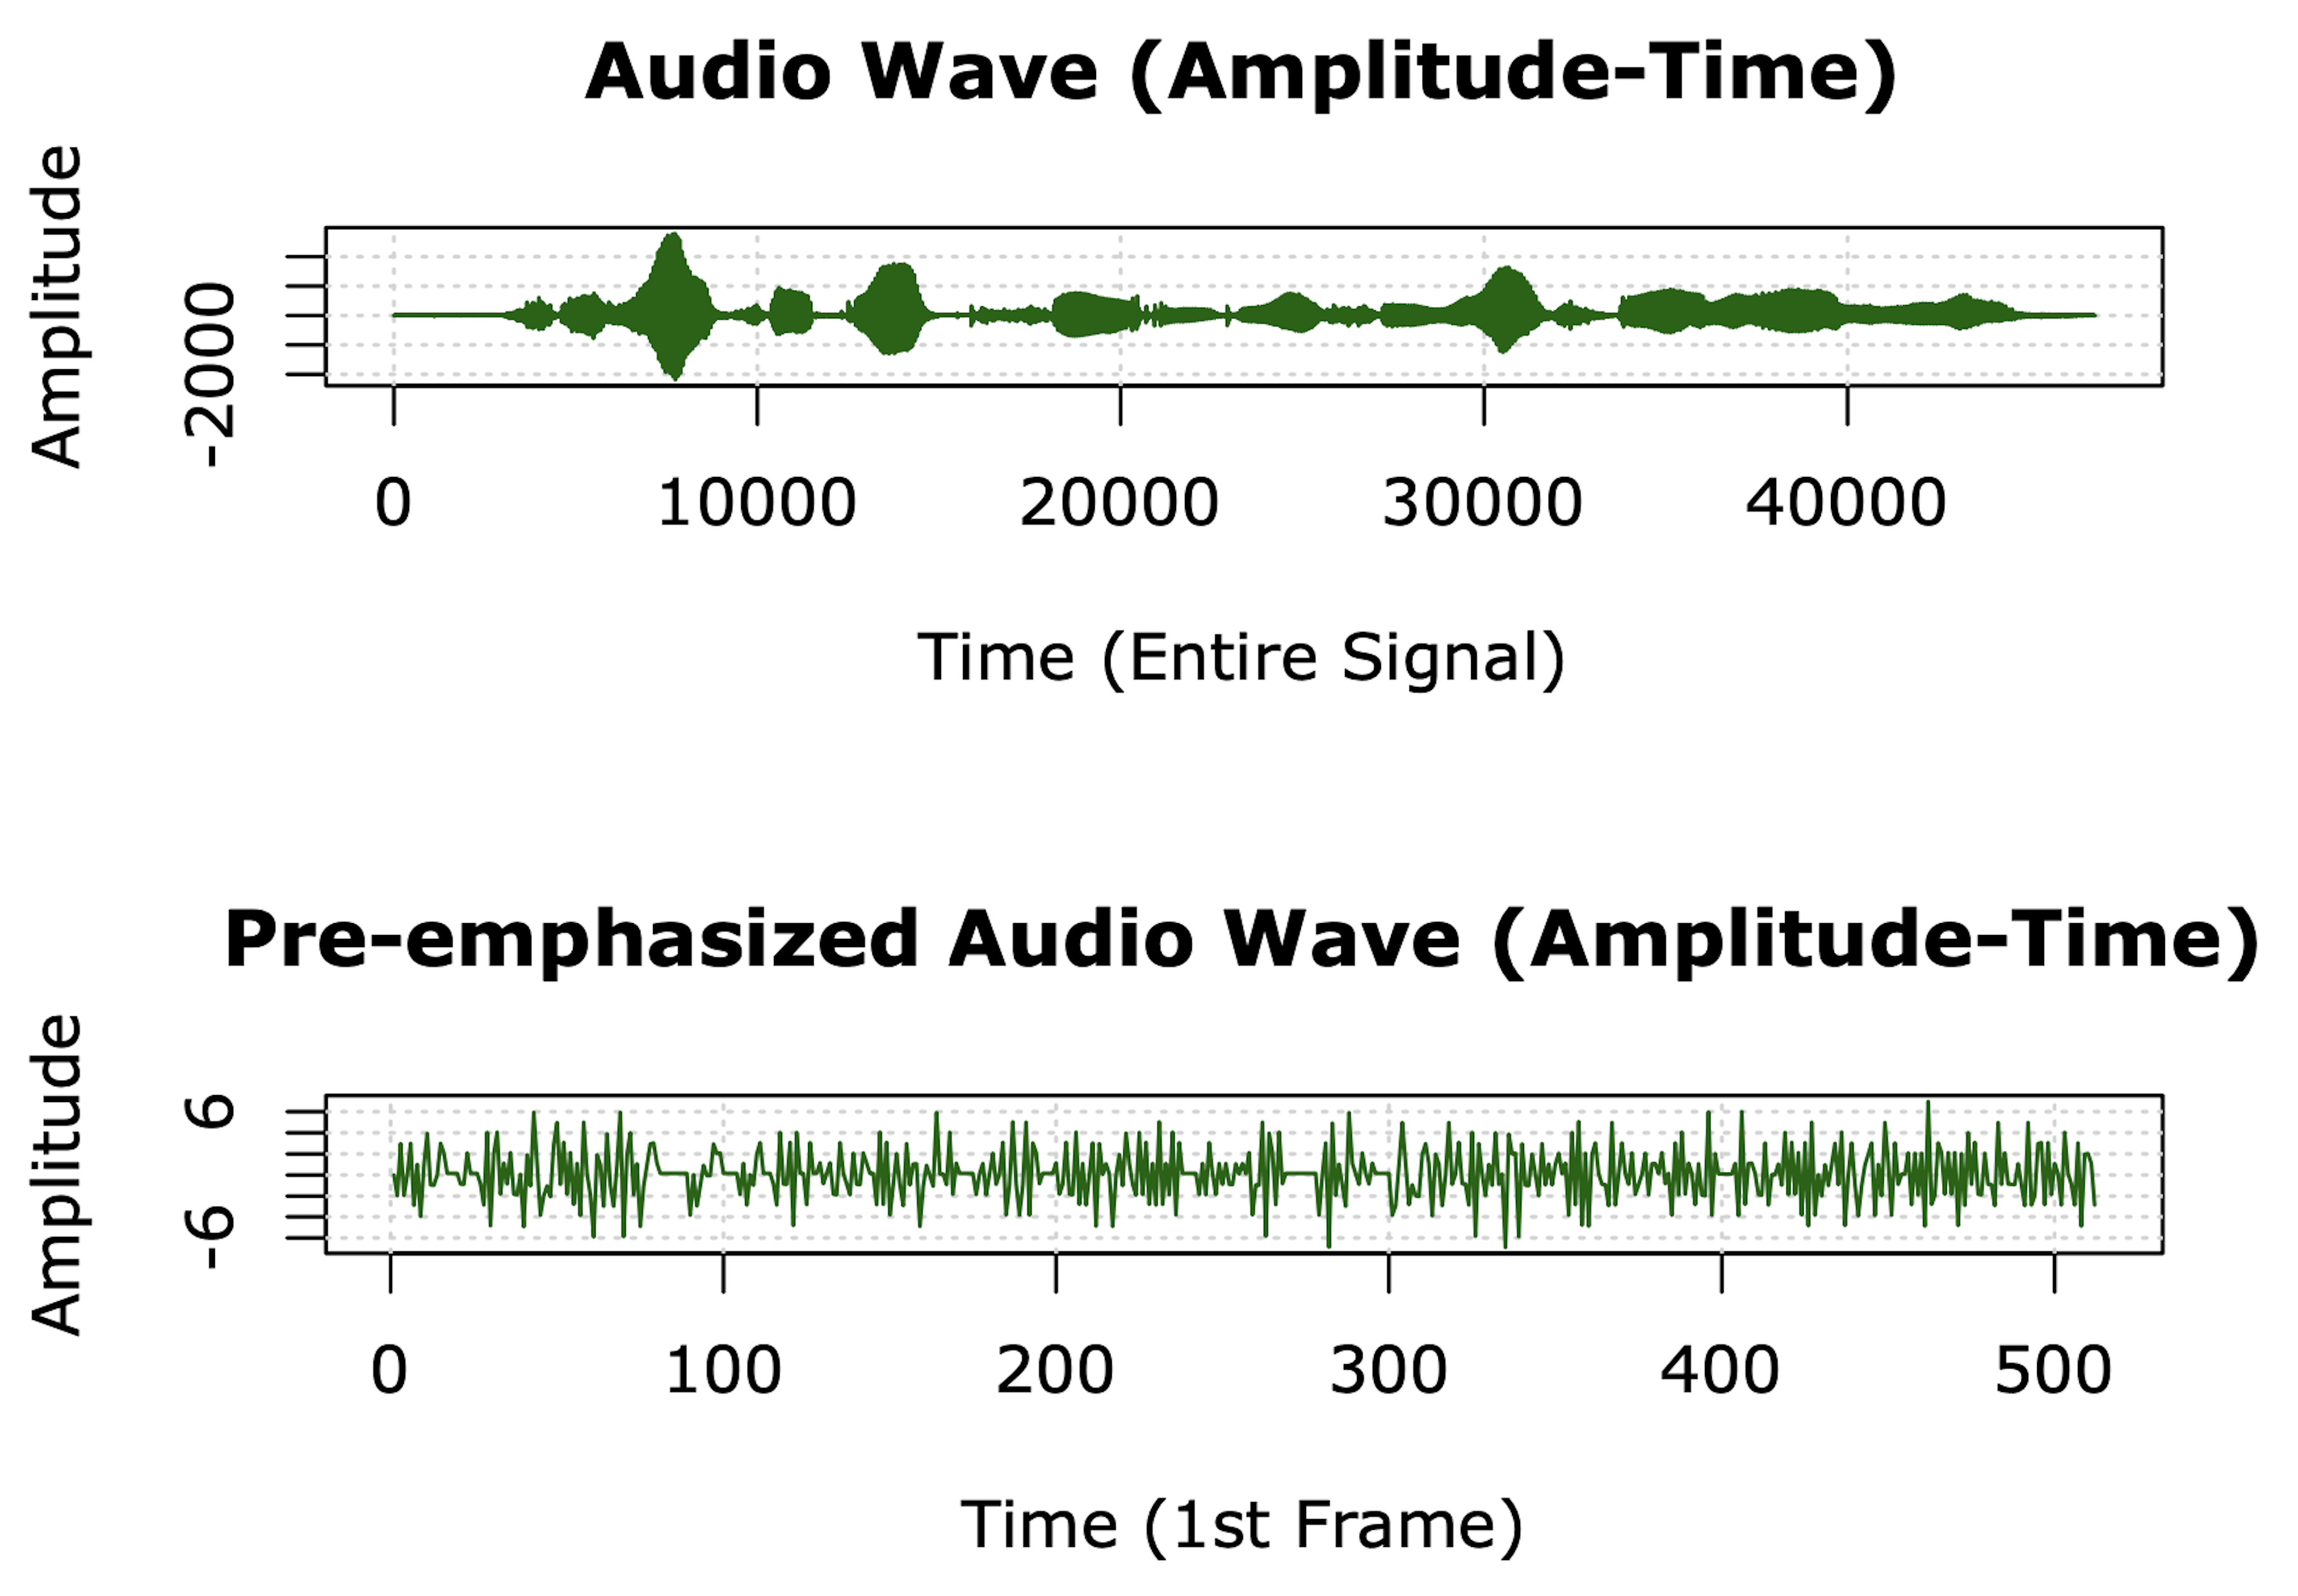 Audio Wave (Amplitude-Time)
Amplitude
-20000
0 10000 20000 30000 40000
Time (Entire Signal)
Pre-emphasized Audio Wave (Amplitude-Time)
Amplitude
6
-6
0 100 200 300 400 500
Time (1st Frame)